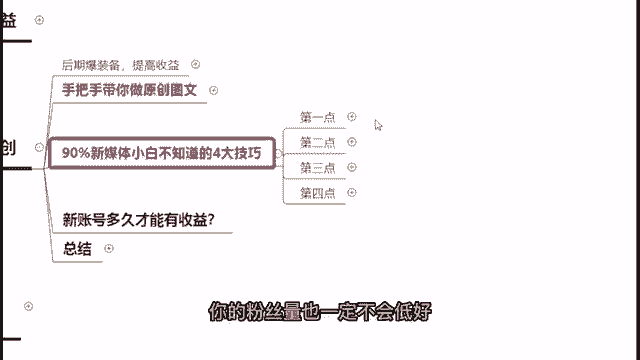 益
后期爆装备，提高收益
手把手带你做原创图文
第一点
创
90%新媒体小白不知道的4大技巧
第二点
第三点
第四点
新账号多久才能有收益？
总结
你的粉丝量也一定不会低好